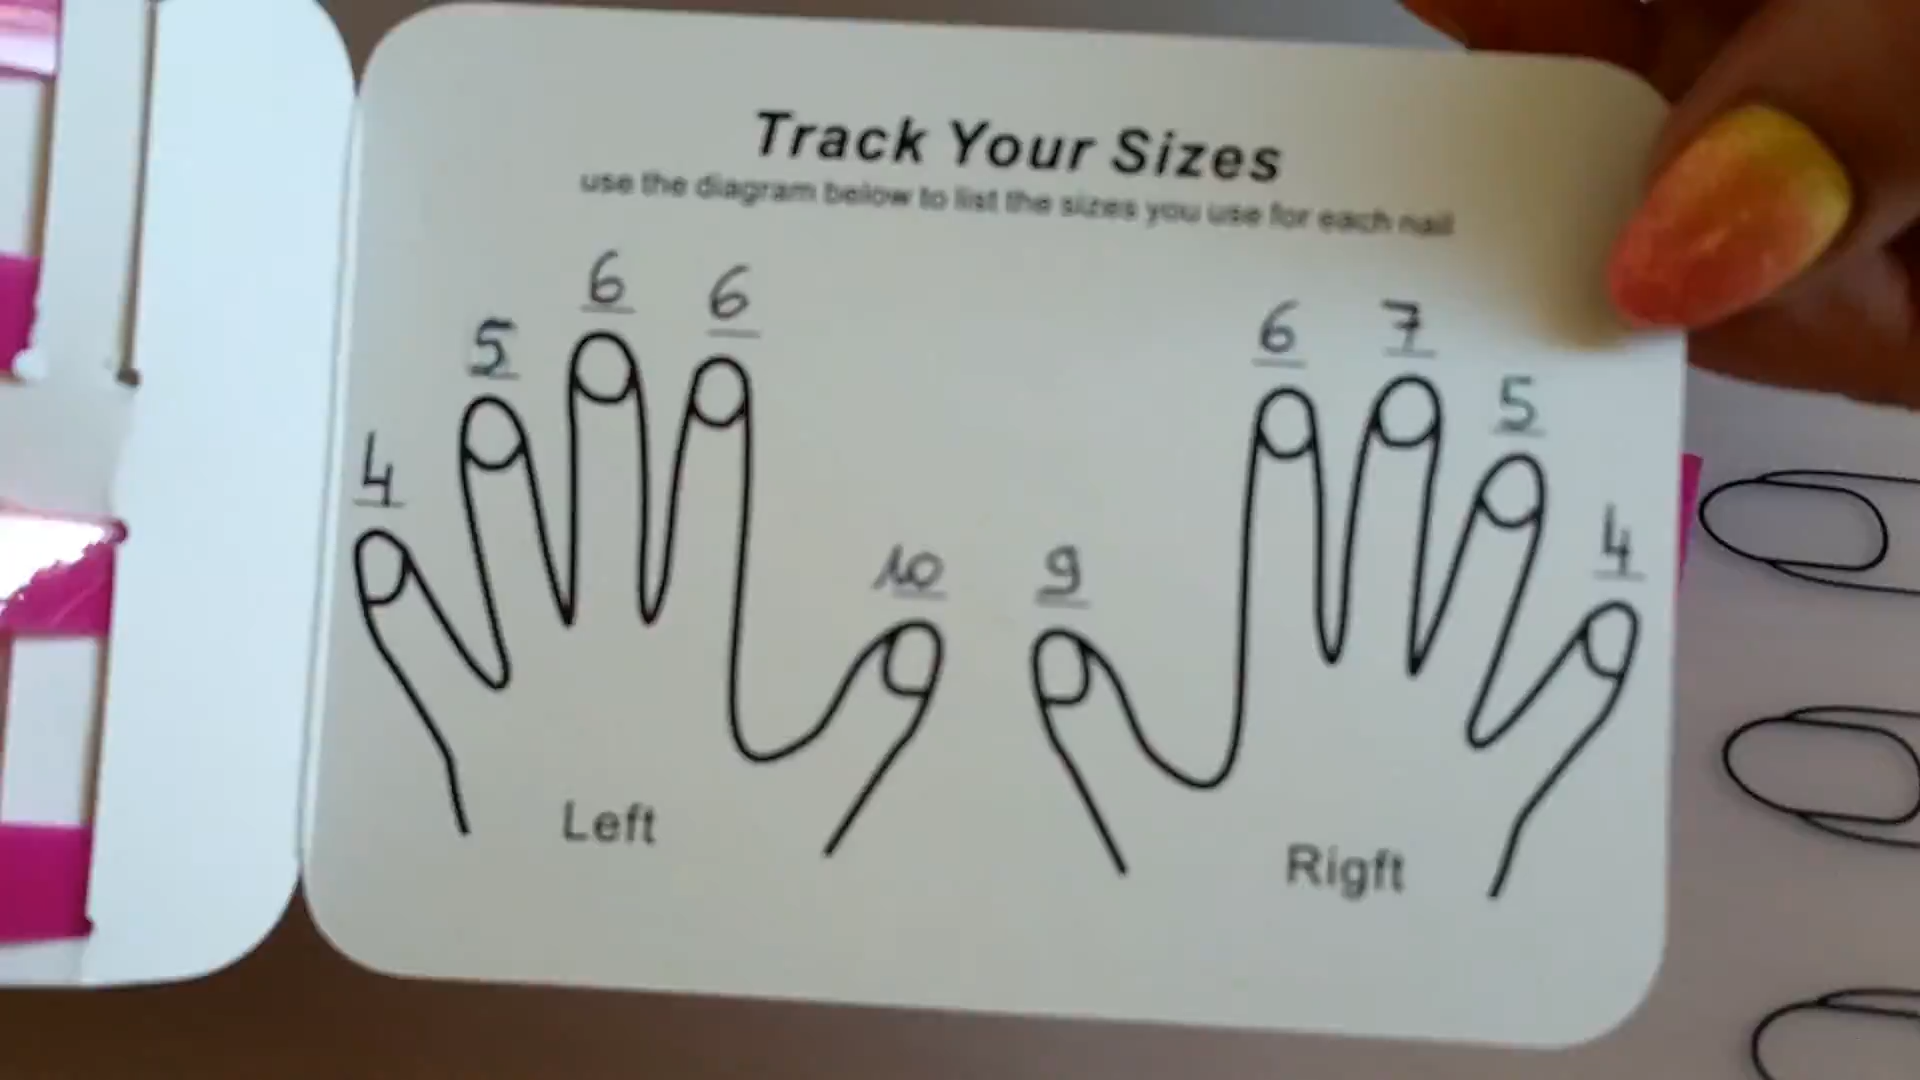 Track Your Sizes
use the diagram below to list the sizes you use for each nail
4 5 6 6 10
9 6 7 5 4
Left
Rigft